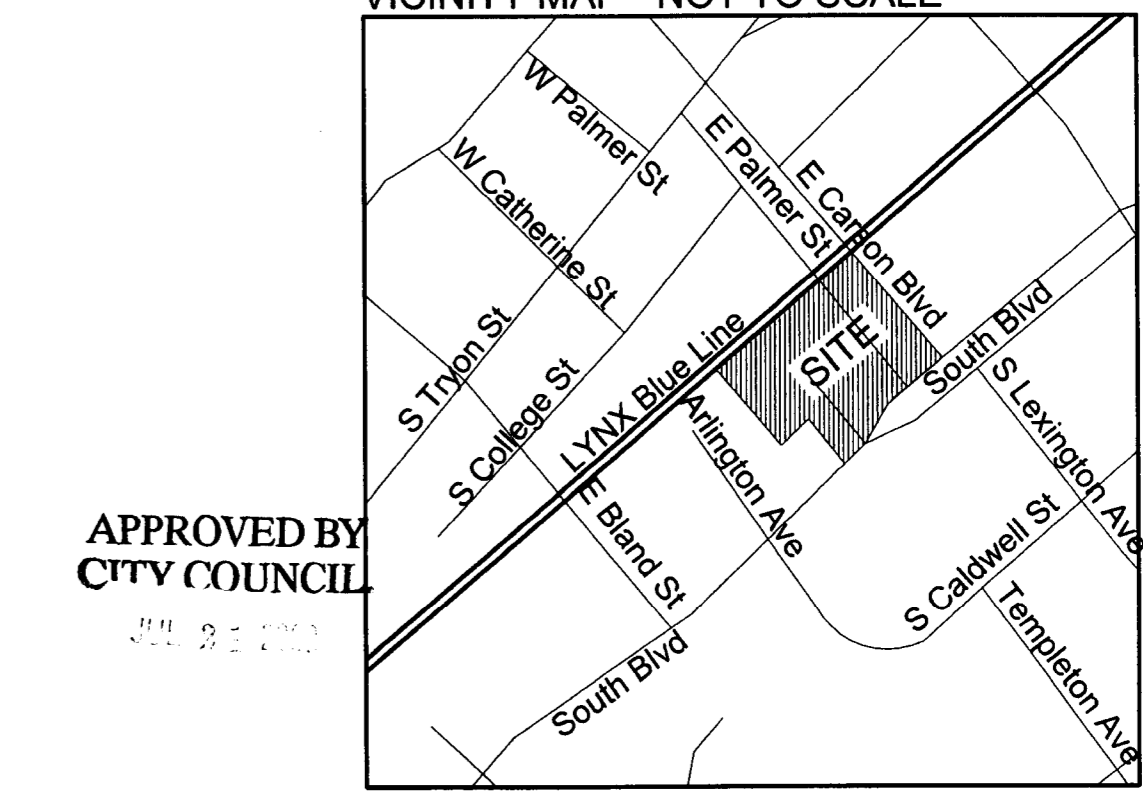 VICINITY MAP NOT TO SCALE
W Palmer St
E Palmer St
W Catherine St
E Carson Blvd
S Tryon St
LYNX Blue Line
SITE
South Blvd
S College St
Arlington Ave
S Lexington Ave
APPROVED BY
CITY COUNCIL
JUL
E Bland St
S Caldwell St
South Blvd
Templeton Ave